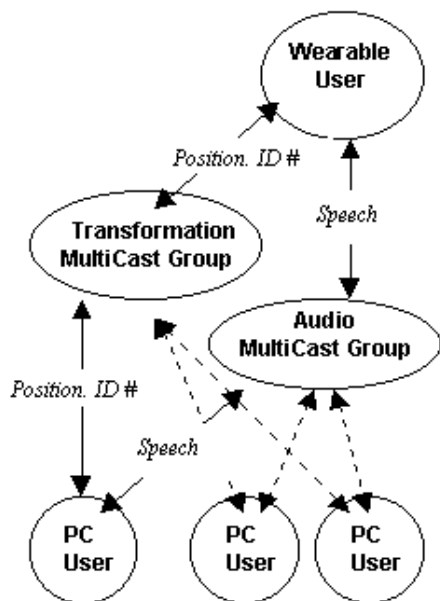 Wearable
User
Position. ID #
Speech
Transformation
MultiCast Group
Audio
MultiCast Group
Position. ID #
Speech
PC
User
PC
User
PC
User